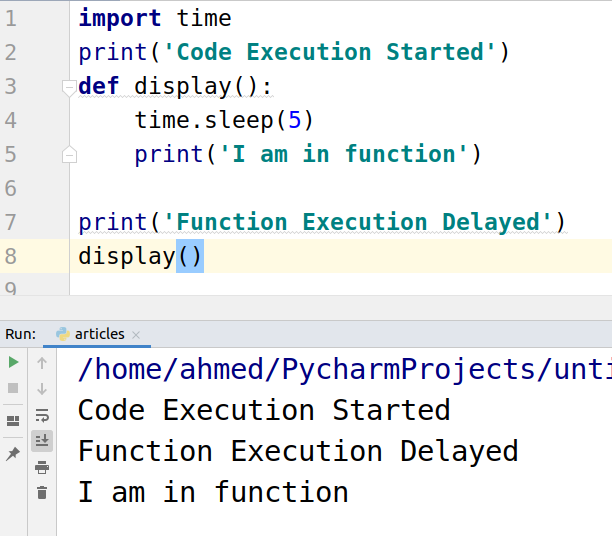 1 import time
2 print('Code Execution Started')
3 def display():
4     time.sleep(5)
5     print('I am in function')
6
7 print('Function Execution Delayed')
8 display()
9
Run: articles ×
/home/ahmed/PycharmProjects/unti
Code Execution Started
Function Execution Delayed
I am in function